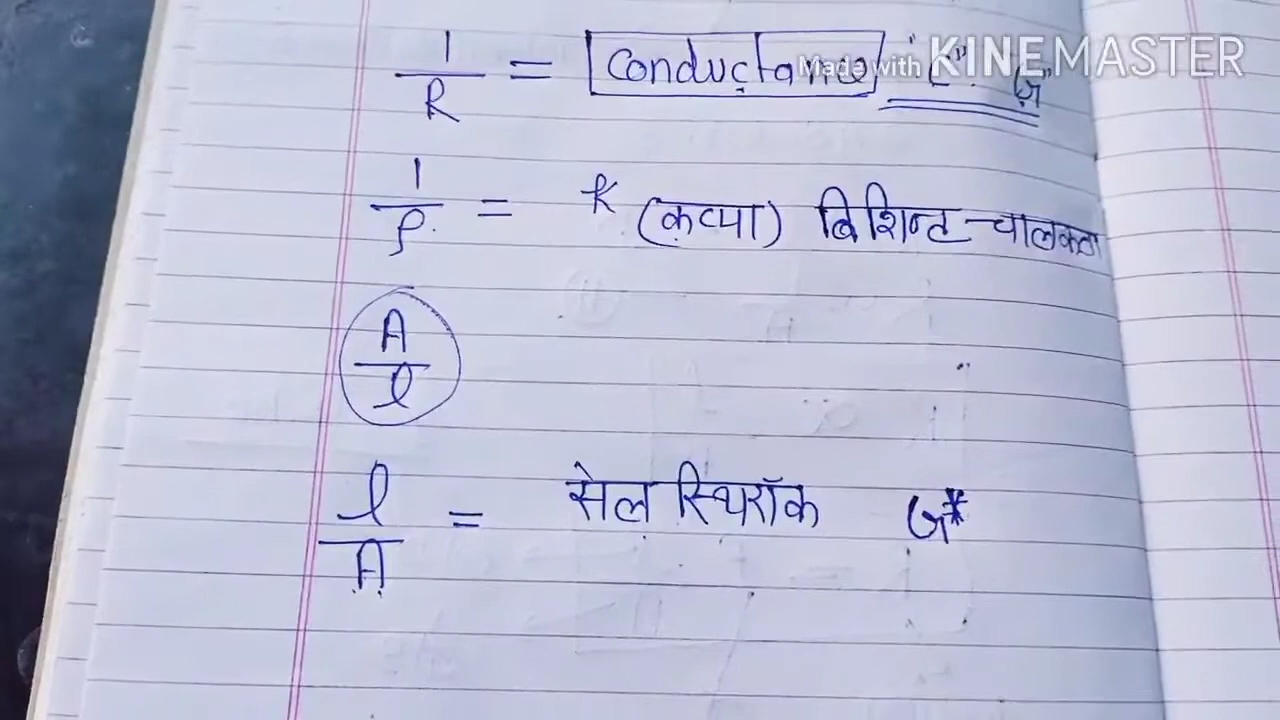 1/R = Conductance "C". G"
Made with KINEMASTER
1/ρ = k (कप्पा) विशिष्ट-चालकता
A/l
l/A = सेल स्थिराँक G*